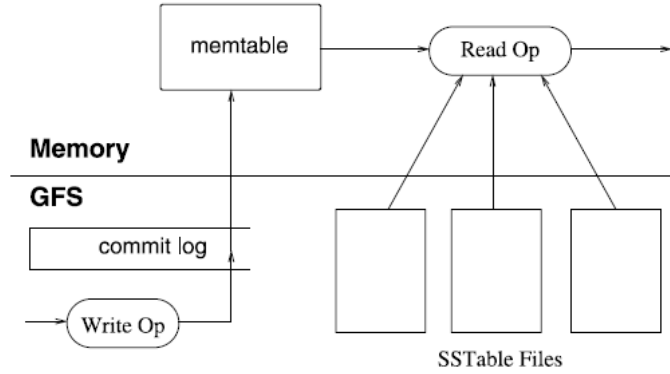 memtable
Read Op
Memory
GFS
commit log
Write Op
SSTable Files